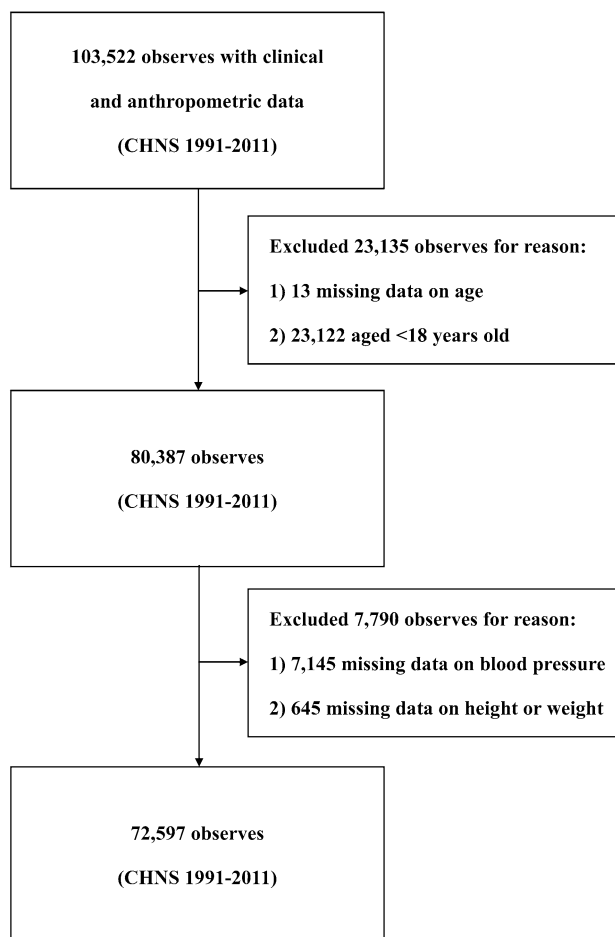 103,522 observes with clinical
and anthropometric data
(CHNS 1991-2011)
Excluded 23,135 observes for reason:
1) 13 missing data on age
2) 23,122 aged <18 years old
80,387 observes
(CHNS 1991-2011)
Excluded 7,790 observes for reason:
1) 7,145 missing data on blood pressure
2) 645 missing data on height or weight
72,597 observes
(CHNS 1991-2011)